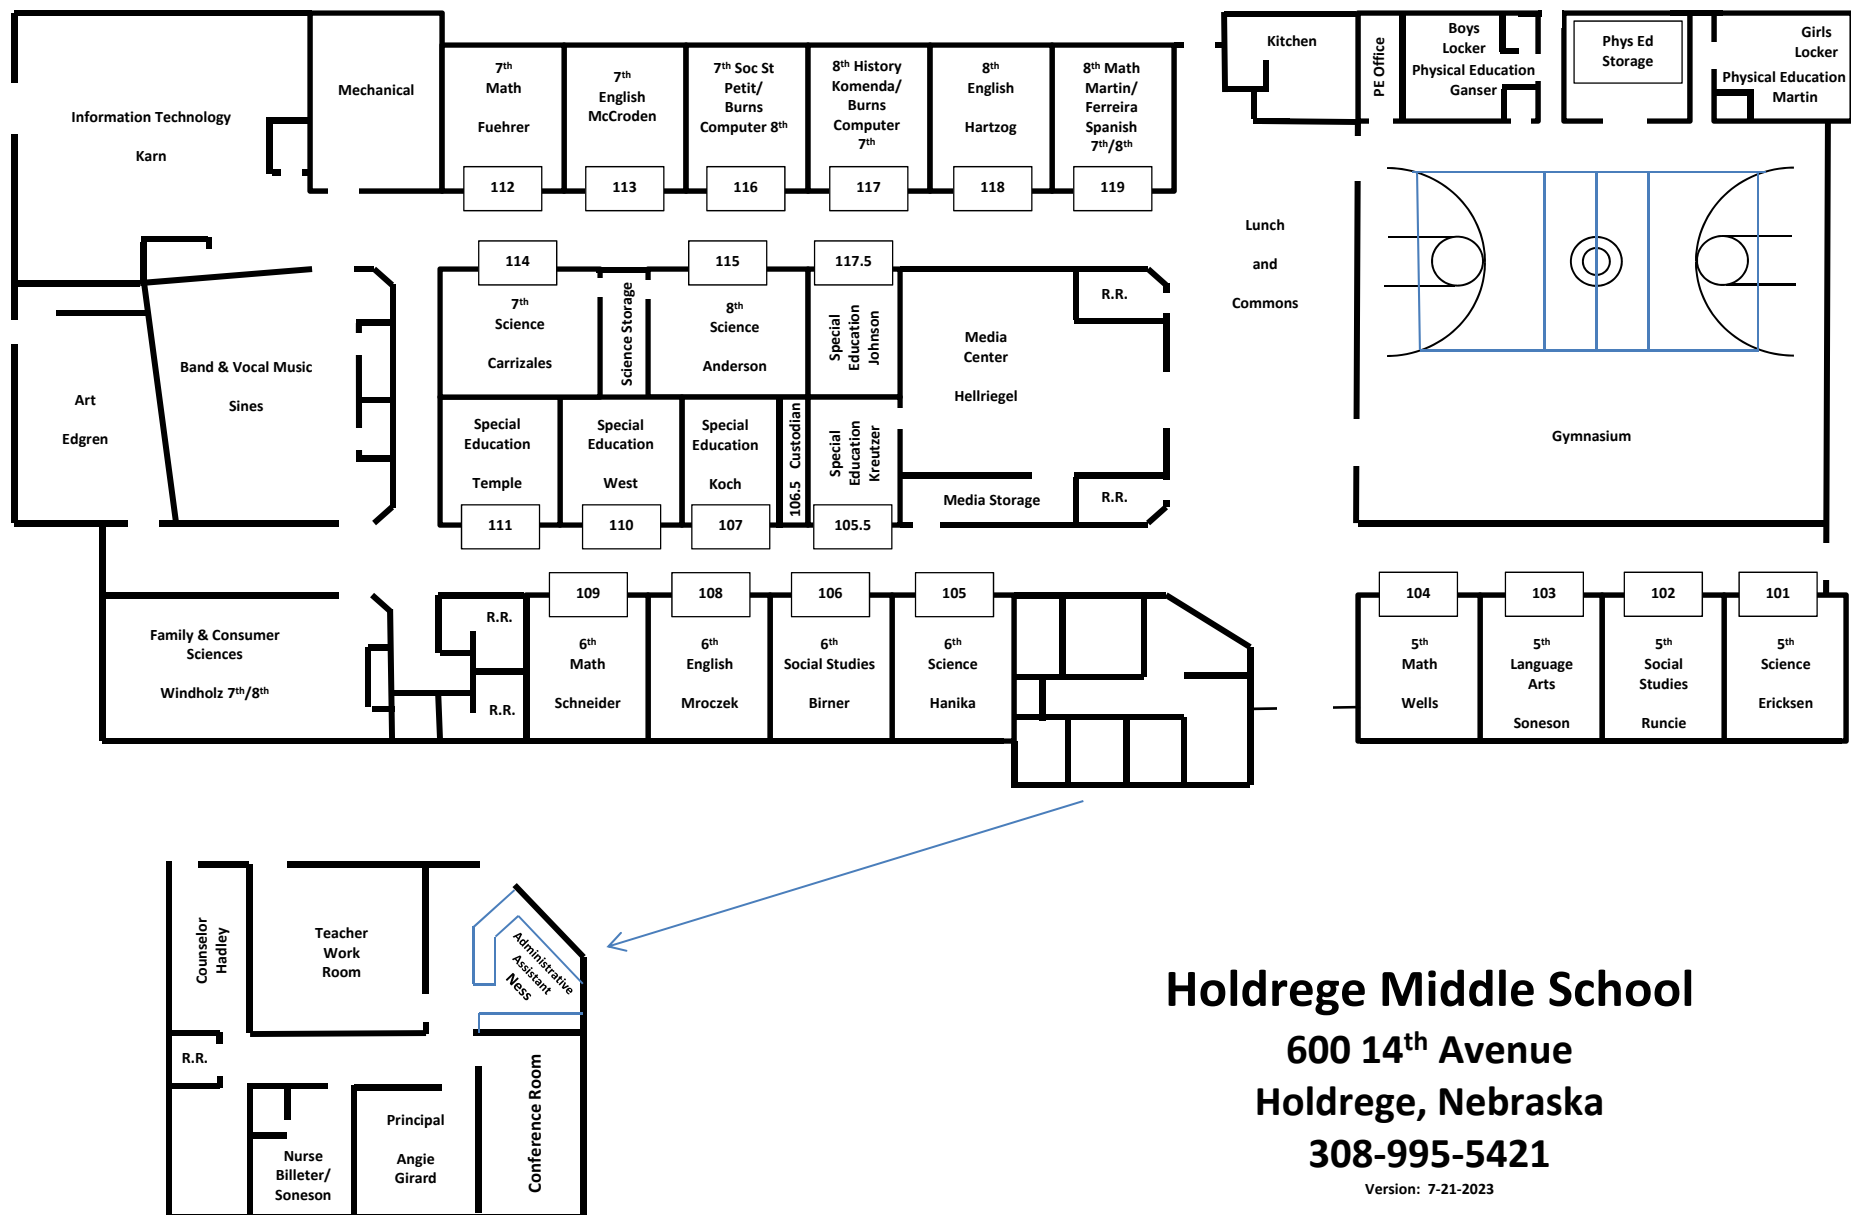 Information Technology
Karn
Mechanical
7th
Math
Fuehrer
112
7th
English
McCroden
113
7th Soc St
Petit/
Burns
Computer 8th
116
8th History
Komenda/
Burns
Computer
7th
117
8th
English
Hartzog
118
8th Math
Martin/
Ferreira
Spanish
7th/8th
119
Kitchen
PE Office
Boys
Locker
Physical Education
Ganser
Phys Ed
Storage
Girls
Locker
Physical Education
Martin
Lunch
and
Commons
Gymnasium
Art
Edgren
Band & Vocal Music
Sines
114
7th
Science
Carrizales
Science Storage
115
8th
Science
Anderson
117.5
Special
Education
Johnson
Media
Center
Hellriegel
R.R.
Special
Education
Temple
111
Special
Education
West
110
Special
Education
Koch
107
106.5 Custodian
Special
Education
Kreutzer
105.5
Media Storage
R.R.
Family & Consumer
Sciences
Windholz 7th/8th
R.R.
R.R.
109
6th
Math
Schneider
108
6th
English
Mroczek
106
6th
Social Studies
Birner
105
6th
Science
Hanika
104
5th
Math
Wells
103
5th
Language
Arts
Soneson
102
5th
Social
Studies
Runcie
101
5th
Science
Ericksen
Counselor
Hadley
Teacher
Work
Room
Administrative
Assistant
Ness
R.R.
Nurse
Billeter/
Soneson
Principal
Angie
Girard
Conference Room
Holdrege Middle School
600 14th Avenue
Holdrege, Nebraska
308-995-5421
Version: 7-21-2023